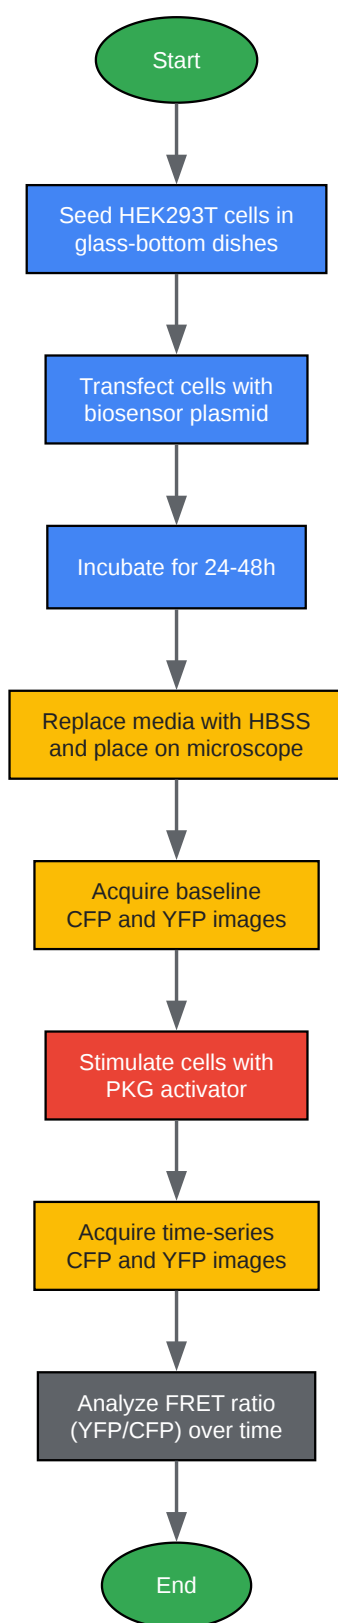 Start
Seed HEK293T cells in
glass-bottom dishes
Transfect cells with
biosensor plasmid
Incubate for 24-48h
Replace media with HBSS
and place on microscope
Acquire baseline
CFP and YFP images
Stimulate cells with
PKG activator
Acquire time-series
CFP and YFP images
Analyze FRET ratio
(YFP/CFP) over time
End